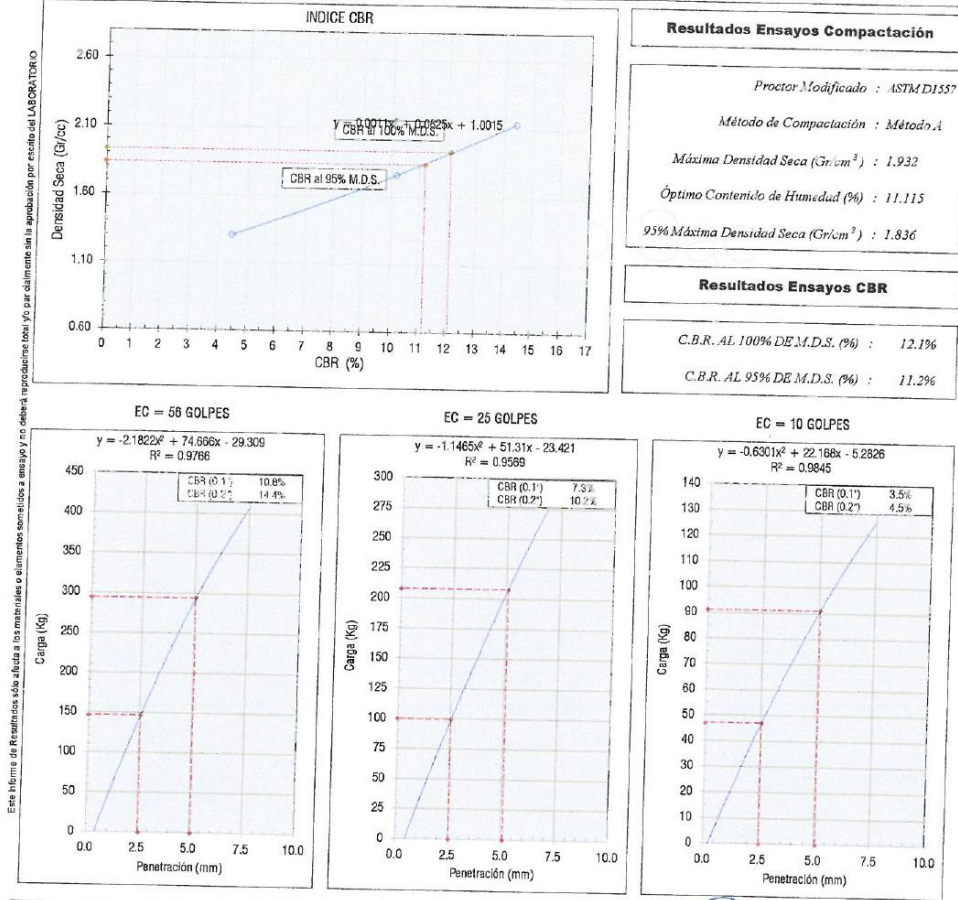 Este Informe de Resultados sólo afecta a los materiales o elementos sometidos a ensayo y no deberá reproducirse total y/o parcialmente sin la aprobación por escrito del LABORATORIO
INDICE CBR
2.60
2.10
1.60
1.10
0.60
Densidad Seca (Gr/cc)
y = 0.0011x² + 0.0625x + 1.0015
CBR al 100% M.D.S.
CBR al 95% M.D.S.
0 1 2 3 4 5 6 7 8 9 10 11 12 13 14 15 16 17
CBR (%)
Resultados Ensayos Compactación
Proctor Modificado : ASTM D1557
Método de Compactación : Método A
Máxima Densidad Seca (Gr/cm³) : 1.932
Óptimo Contenido de Humedad (%) : 11.115
95% Máxima Densidad Seca (Gr/cm³) : 1.836
Resultados Ensayos CBR
C.B.R. AL 100% DE M.D.S. (%) : 12.1%
C.B.R. AL 95% DE M.D.S. (%) : 11.2%
EC = 56 GOLPES
y = -2.1822x² + 74.666x - 29.309
R² = 0.9766
CBR (0.1") 10.8%
CBR (0.2") 14.4%
450
400
350
300
250
200
150
100
50
0
Carga (Kg)
0.0 2.5 5.0 7.5 10.0
Penetración (mm)
EC = 25 GOLPES
y = -1.1465x² + 51.31x - 23.421
R² = 0.9569
CBR (0.1") 7.3%
CBR (0.2") 10.2%
300
275
250
225
200
175
150
125
100
75
50
25
0
Carga (Kg)
0.0 2.5 5.0 7.5 10.0
Penetración (mm)
EC = 10 GOLPES
y = -0.6301x² + 22.168x - 5.2826
R² = 0.9845
CBR (0.1") 3.5%
CBR (0.2") 4.5%
140
130
120
110
100
90
80
70
60
50
40
30
20
10
0
Carga (Kg)
0.0 2.5 5.0 7.5 10.0
Penetración (mm)